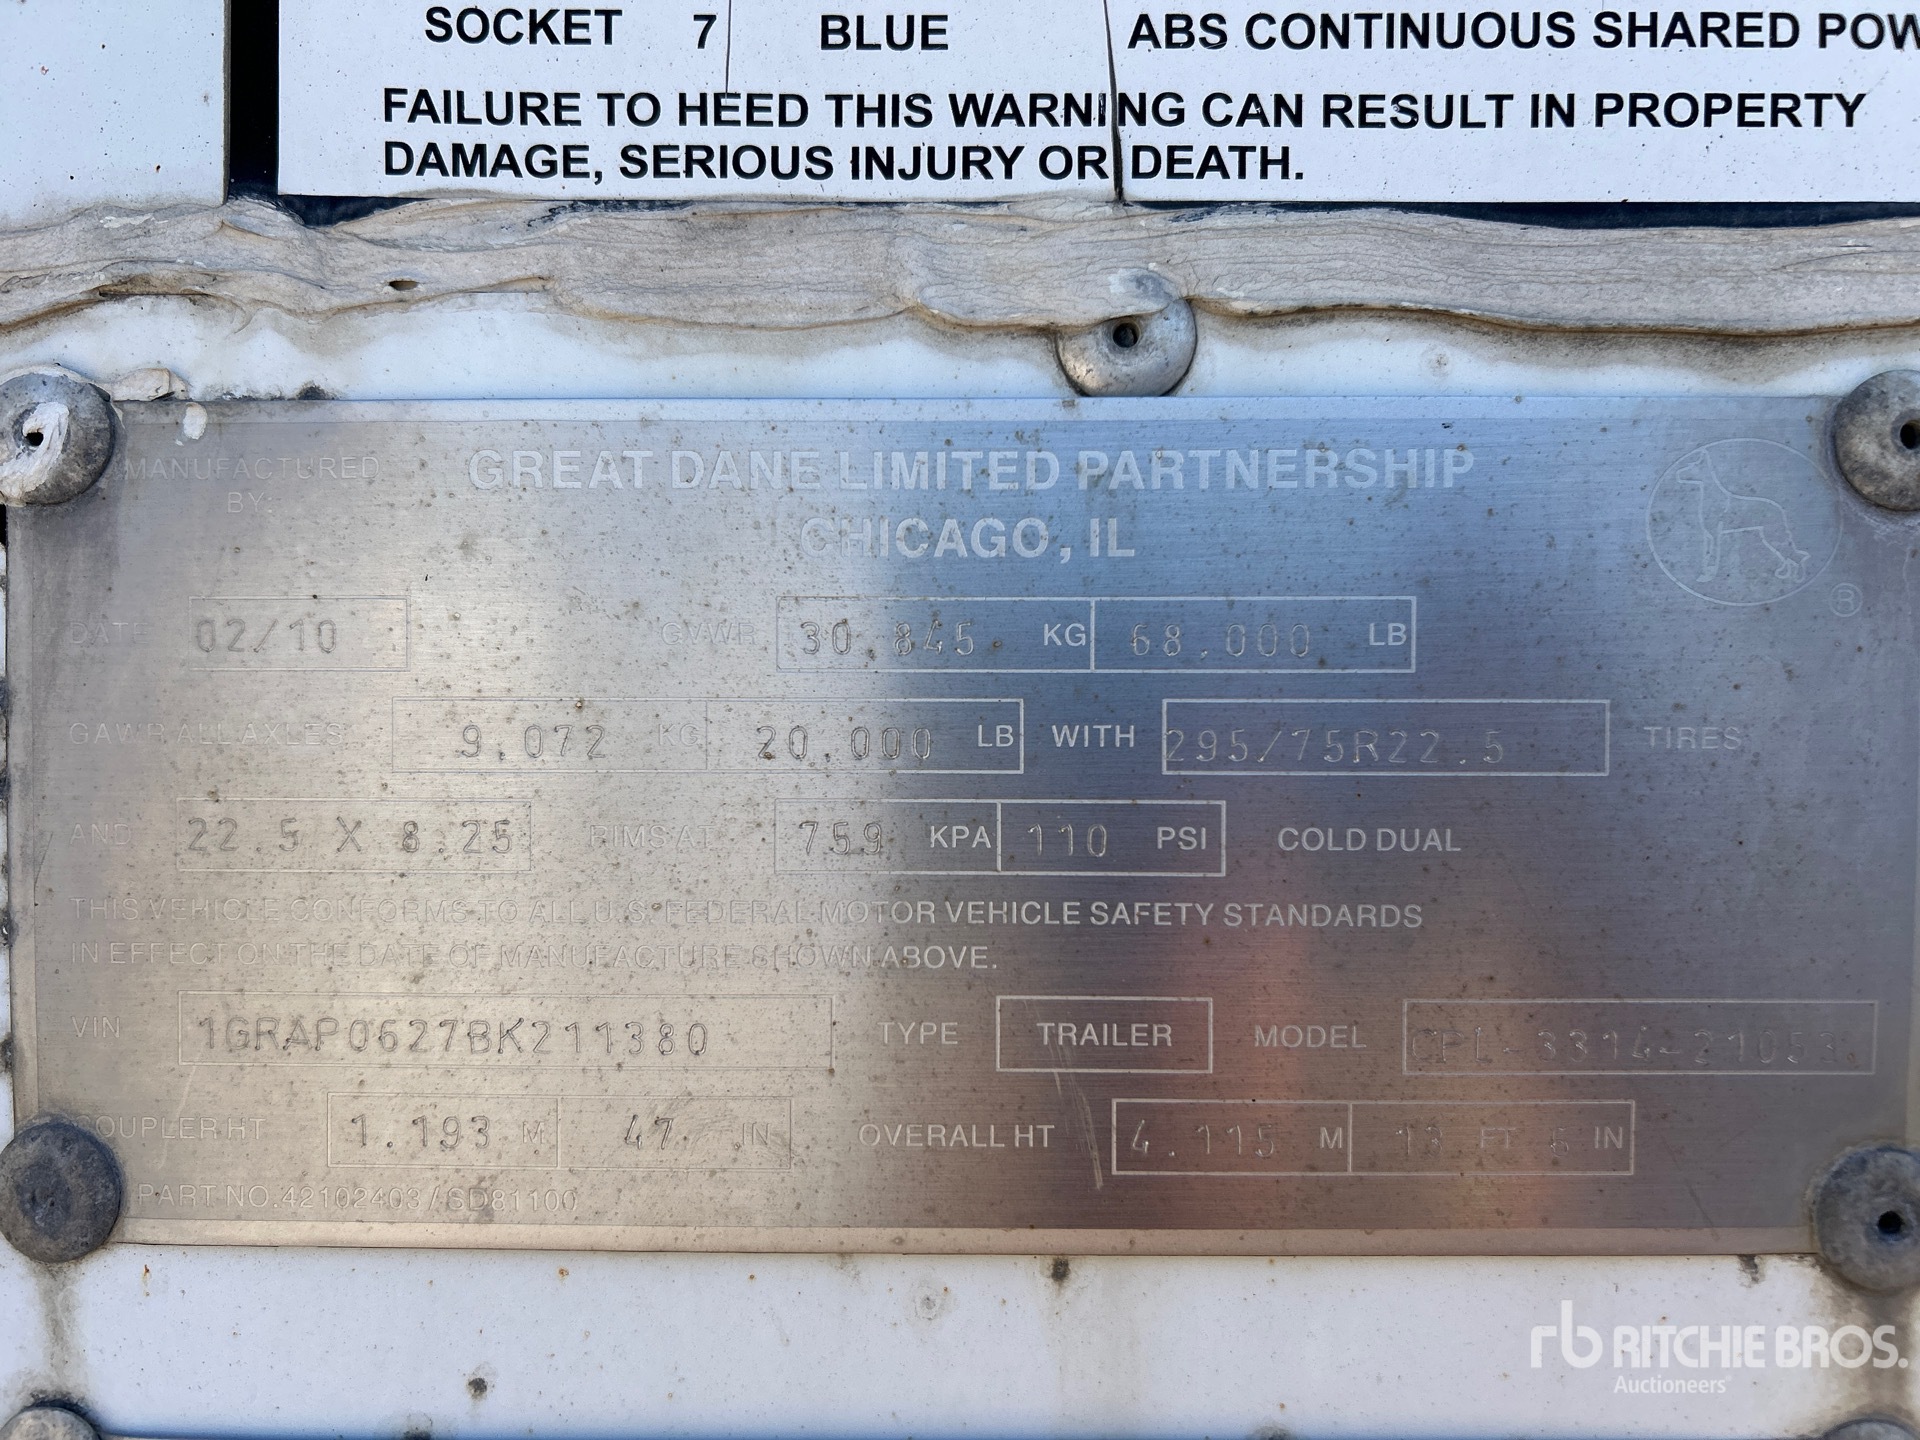 SOCKET 7 BLUE ABS CONTINUOUS SHARED POW
FAILURE TO HEED THIS WARNING CAN RESULT IN PROPERTY
DAMAGE, SERIOUS INJURY OR DEATH.
MANUFACTURED BY: GREAT DANE LIMITED PARTNERSHIP
CHICAGO, IL
®
DATE 02/10 GVWR 30.845 KG 68.000 LB
GAWR ALL AXLES 9.072 KG 20.000 LB WITH 295/75R22.5 TIRES
AND 22.5 X 8.25 RIMS AT 759 KPA 110 PSI COLD DUAL
THIS VEHICLE CONFORMS TO ALL U.S. FEDERAL MOTOR VEHICLE SAFETY STANDARDS
IN EFFECT ON THE DATE OF MANUFACTURE SHOWN ABOVE.
VIN 1GRAP0627BK211380 TYPE TRAILER MODEL CPL-3314-21053
COUPLER HT 1.193 M 47 IN OVERALL HT 4.115 M 13 FT 6 IN
PART NO. 42102403/SD81100
rb RITCHIE BROS.
Auctioneers